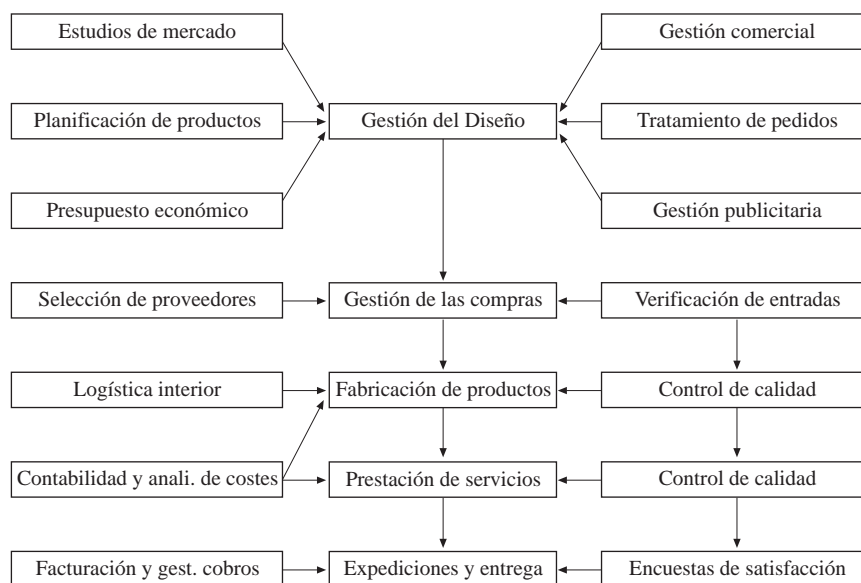 Estudios de mercado
Gestión comercial
Planificación de productos
Gestión del Diseño
Tratamiento de pedidos
Presupuesto económico
Gestión publicitaria
Selección de proveedores
Gestión de las compras
Verificación de entradas
Logística interior
Fabricación de productos
Control de calidad
Contabilidad y anali. de costes
Prestación de servicios
Control de calidad
Facturación y gest. cobros
Expediciones y entrega
Encuestas de satisfacción